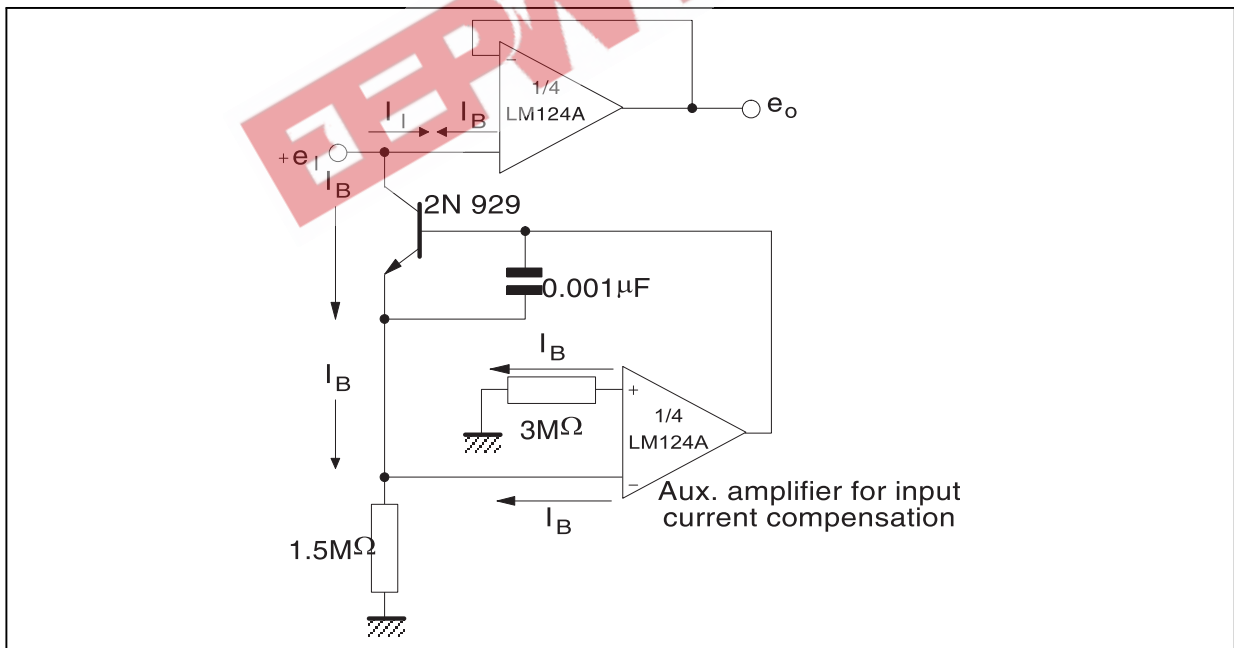 EEPW
1/4
LM124A
e o
I I
I B
+e I
I B
2N 929
0.001µF
I B
I B
3MΩ
+
1/4
LM124A
−
−
I B
Aux. amplifier for input
current compensation
1.5MΩ